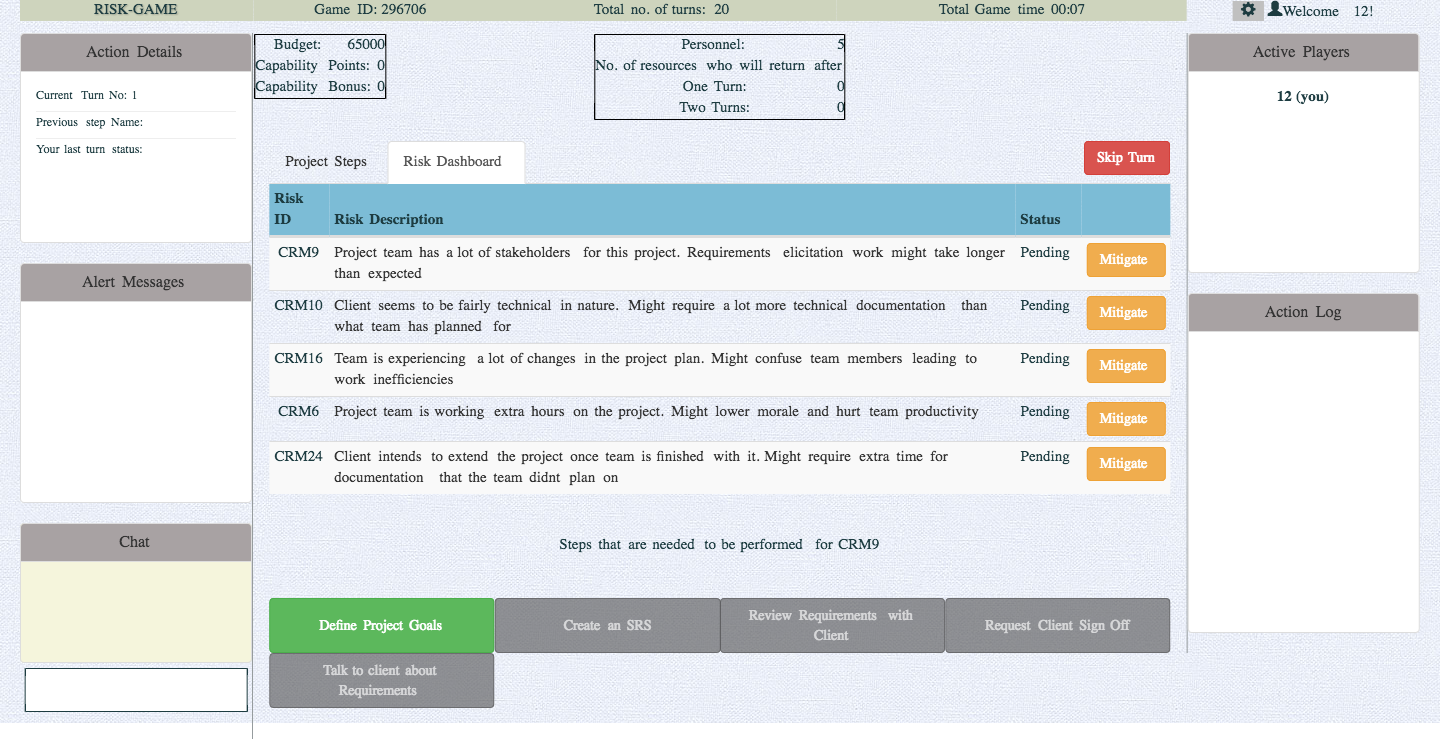 RISK-GAME Game ID: 296706 Total no. of turns: 20 Total Game time 00:07 Welcome 12!
Action Details
Current Turn No: 1
Previous step Name:
Your last turn status:
Alert Messages
Chat
Budget: 65000
Capability Points: 0
Capability Bonus: 0
Personnel: 5
No. of resources who will return after
One Turn: 0
Two Turns: 0
Project Steps Risk Dashboard Skip Turn
Risk
ID Risk Description Status
CRM9 Project team has a lot of stakeholders for this project. Requirements elicitation work might take longer Pending Mitigate
than expected
CRM10 Client seems to be fairly technical in nature. Might require a lot more technical documentation than Pending Mitigate
what team has planned for
CRM16 Team is experiencing a lot of changes in the project plan. Might confuse team members leading to Pending Mitigate
work inefficiencies
CRM6 Project team is working extra hours on the project. Might lower morale and hurt team productivity Pending Mitigate
CRM24 Client intends to extend the project once team is finished with it. Might require extra time for Pending Mitigate
documentation that the team didnt plan on
Steps that are needed to be performed for CRM9
Define Project Goals
Create an SRS
Review Requirements with
Client
Request Client Sign Off
Talk to client about
Requirements
Active Players
12 (you)
Action Log